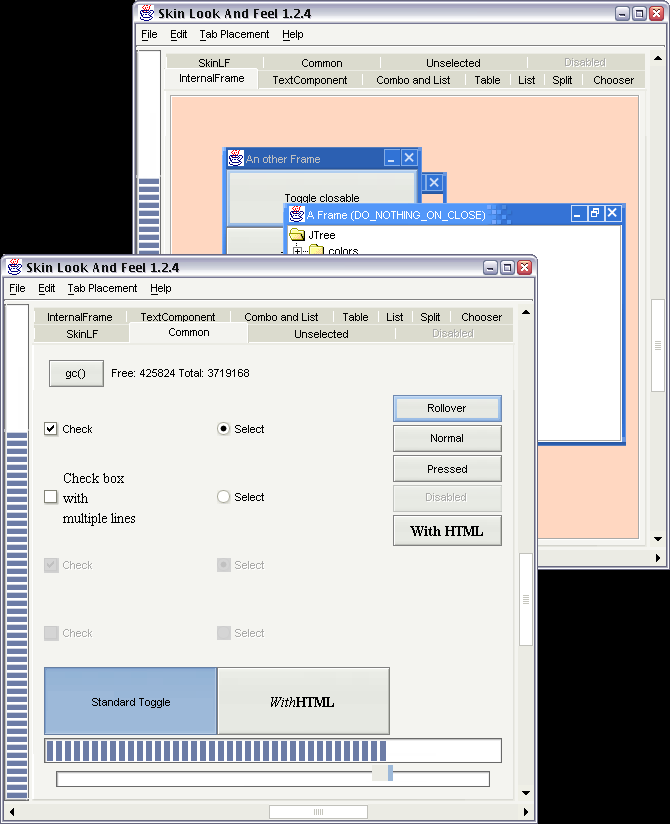 Skin Look And Feel 1.2.4
File Edit Tab Placement Help
SkinLF Common Unselected Disabled
InternalFrame TextComponent Combo and List Table List Split Chooser
An other Frame
Toggle closable
A Frame (DO_NOTHING_ON_CLOSE)
JTree
colors
Skin Look And Feel 1.2.4
File Edit Tab Placement Help
InternalFrame TextComponent Combo and List Table List Split Chooser
SkinLF Common Unselected Disabled
gc() Free: 425824 Total: 3719168
Rollover
Check Select
Normal
Pressed
Check box
with
multiple lines
Select
Disabled
With HTML
Check Select
Check Select
Standard Toggle WithHTML